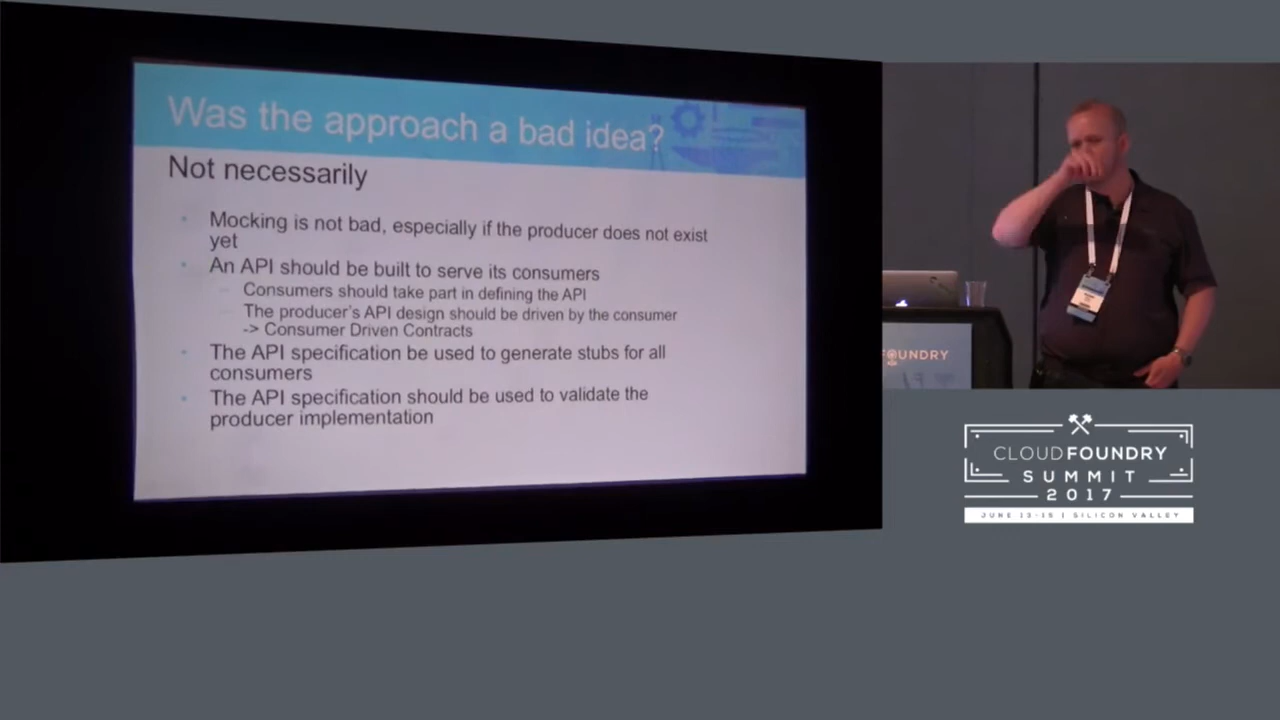 Was the approach a bad idea?
Not necessarily
Mocking is not bad, especially if the producer does not exist
yet
An API should be built to serve its consumers
Consumers should take part in defining the API
The producer's API design should be driven by the consumer
-> Consumer Driven Contracts
The API specification be used to generate stubs for all
consumers
The API specification should be used to validate the
producer implementation
FOUNDRY
CLOUDFOUNDRY
SUMMIT
2017
JUNE 13-15 | SILICON VALLEY